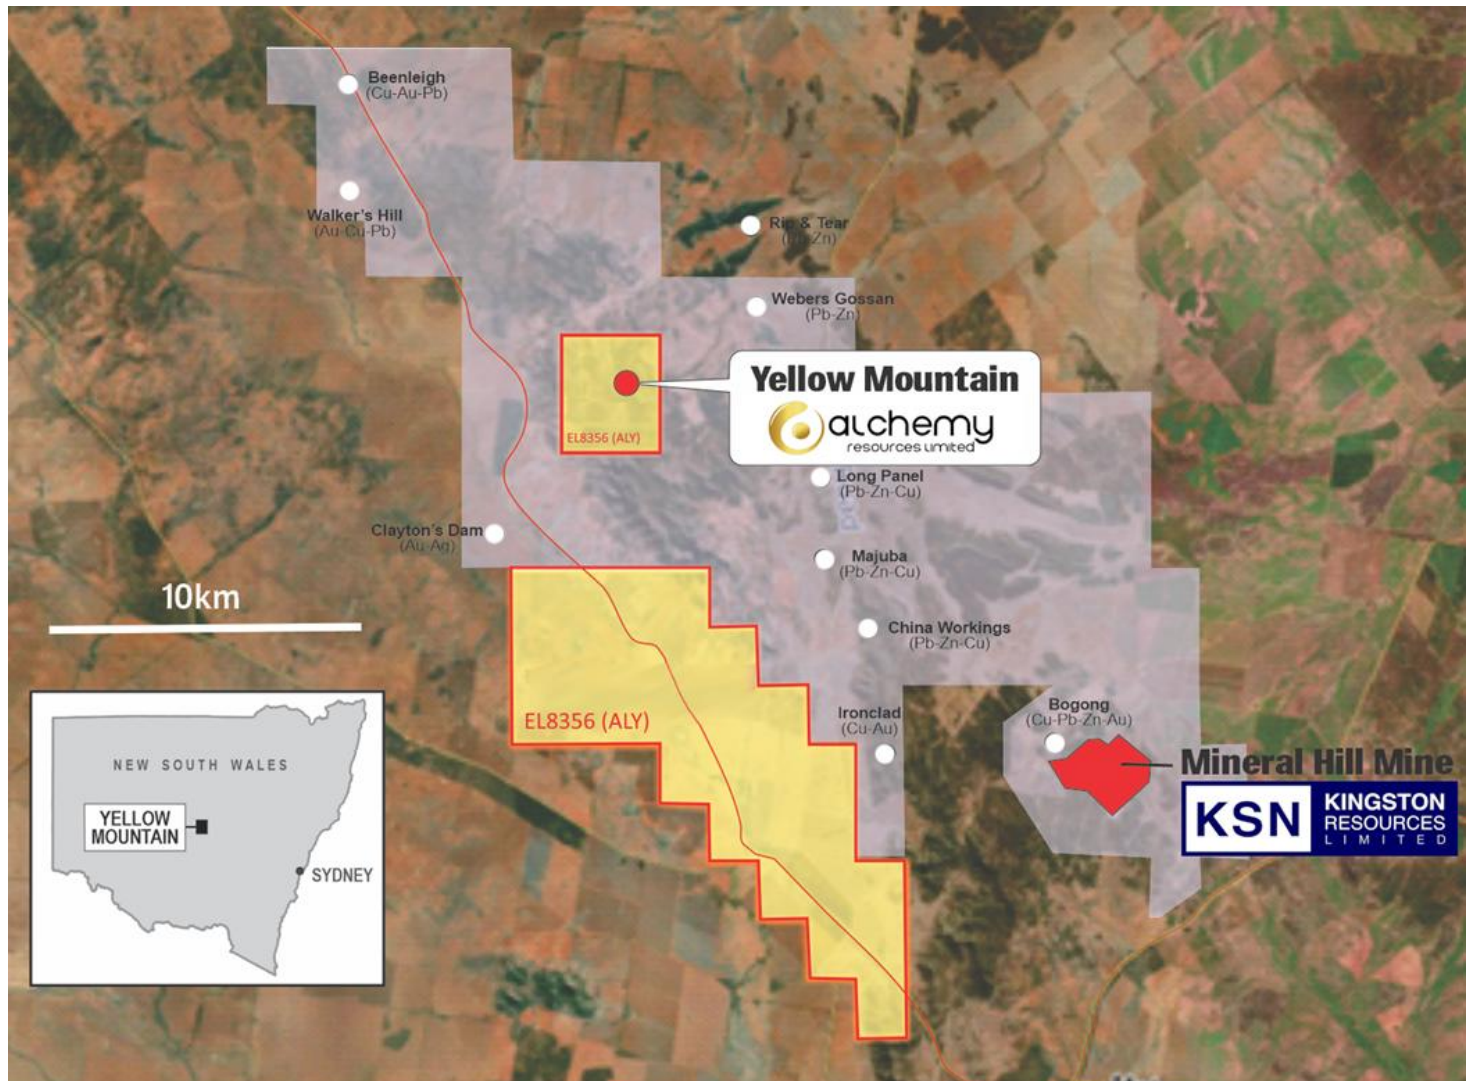 Beenleigh
(Cu-Au-Pb)
Walker's Hill
(Au-Cu-Pb)
Rip & Tear
Webers Gossan
(Pb-Zn)
Yellow Mountain
alchemy
resources limited
EL8356 (ALY)
Long Panel
(Pb-Zn-Cu)
Clayton's Dam
(Au-Ag)
Majuba
(Pb-Zn-Cu)
10km
China Workings
(Pb-Zn-Cu)
EL8356 (ALY)
Ironclad
(Cu-Au)
Bogong
(Cu-Pb-Zn-Au)
Mineral Hill Mine
KSN
KINGSTON
RESOURCES
LIMITED
NEW SOUTH WALES
YELLOW
MOUNTAIN
SYDNEY